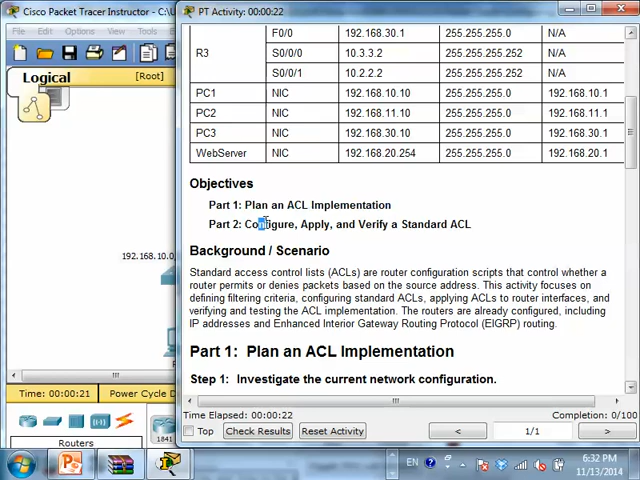 Cisco Packet Tracer Instructor - C:\U
File Edit Options View Too
Logical
[Root]
192.168.10.0
Time: 00:00:21
Power Cycle D
Routers
1841
PT Activity: 00:00:22
F0/0 192.168.30.1 255.255.255.0 N/A
R3 S0/0/0 10.3.3.2 255.255.255.252 N/A
S0/0/1 10.2.2.2 255.255.255.252 N/A
PC1 NIC 192.168.10.10 255.255.255.0 192.168.10.1
PC2 NIC 192.168.11.10 255.255.255.0 192.168.11.1
PC3 NIC 192.168.30.10 255.255.255.0 192.168.30.1
WebServer NIC 192.168.20.254 255.255.255.0 192.168.20.1
Objectives
Part 1: Plan an ACL Implementation
Part 2: Configure, Apply, and Verify a Standard ACL
Background / Scenario
Standard access control lists (ACLs) are router configuration scripts that control whether a
router permits or denies packets based on the source address. This activity focuses on
defining filtering criteria, configuring standard ACLs, applying ACLs to router interfaces, and
verifying and testing the ACL implementation. The routers are already configured, including
IP addresses and Enhanced Interior Gateway Routing Protocol (EIGRP) routing.
Part 1: Plan an ACL Implementation
Step 1: Investigate the current network configuration.
Time Elapsed: 00:00:22 Completion: 0/100
Top Check Results Reset Activity < 1/1 >
EN 6:32 PM
11/13/2014